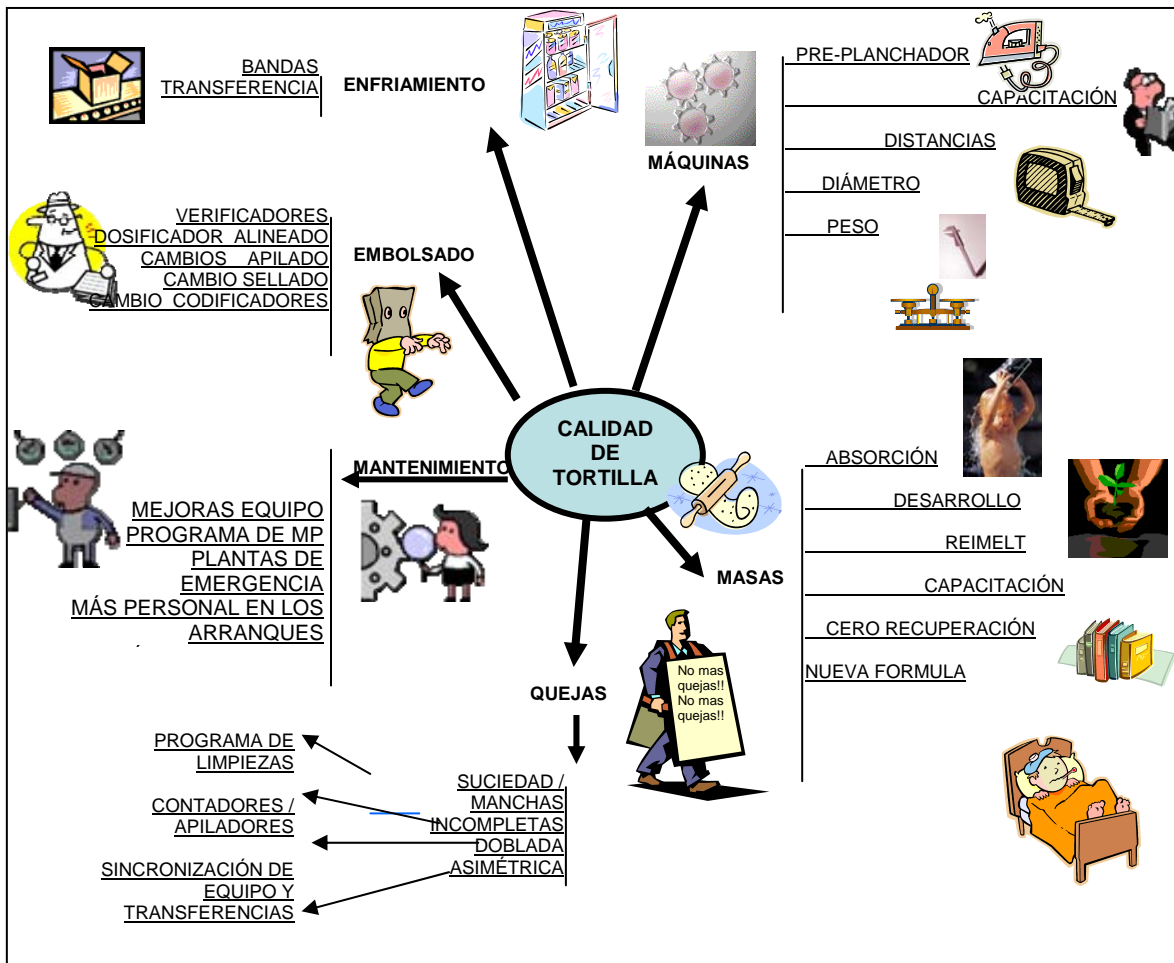 BANDAS
TRANSFERENCIA
ENFRIAMIENTO
MÁQUINAS
PRE-PLANCHADOR
CAPACITACIÓN
DISTANCIAS
DIÁMETRO
PESO
VERIFICADORES
DOSIFICADOR ALINEADO
CAMBIOS APILADO
CAMBIO SELLADO
CAMBIO CODIFICADORES
EMBOLSADO
CALIDAD
DE
TORTILLA
MANTENIMIENTO
MEJORAS EQUIPO
PROGRAMA DE MP
PLANTAS DE
EMERGENCIA
MÁS PERSONAL EN LOS
ARRANQUES
MASAS
ABSORCIÓN
DESARROLLO
REIMELT
CAPACITACIÓN
CERO RECUPERACIÓN
NUEVA FORMULA
No mas
quejas!!
No mas
quejas!!
QUEJAS
SUCIEDAD /
MANCHAS
INCOMPLETAS
DOBLADA
ASIMÉTRICA
PROGRAMA DE
LIMPIEZAS
CONTADORES /
APILADORES
SINCRONIZACIÓN DE
EQUIPO Y
TRANSFERENCIAS